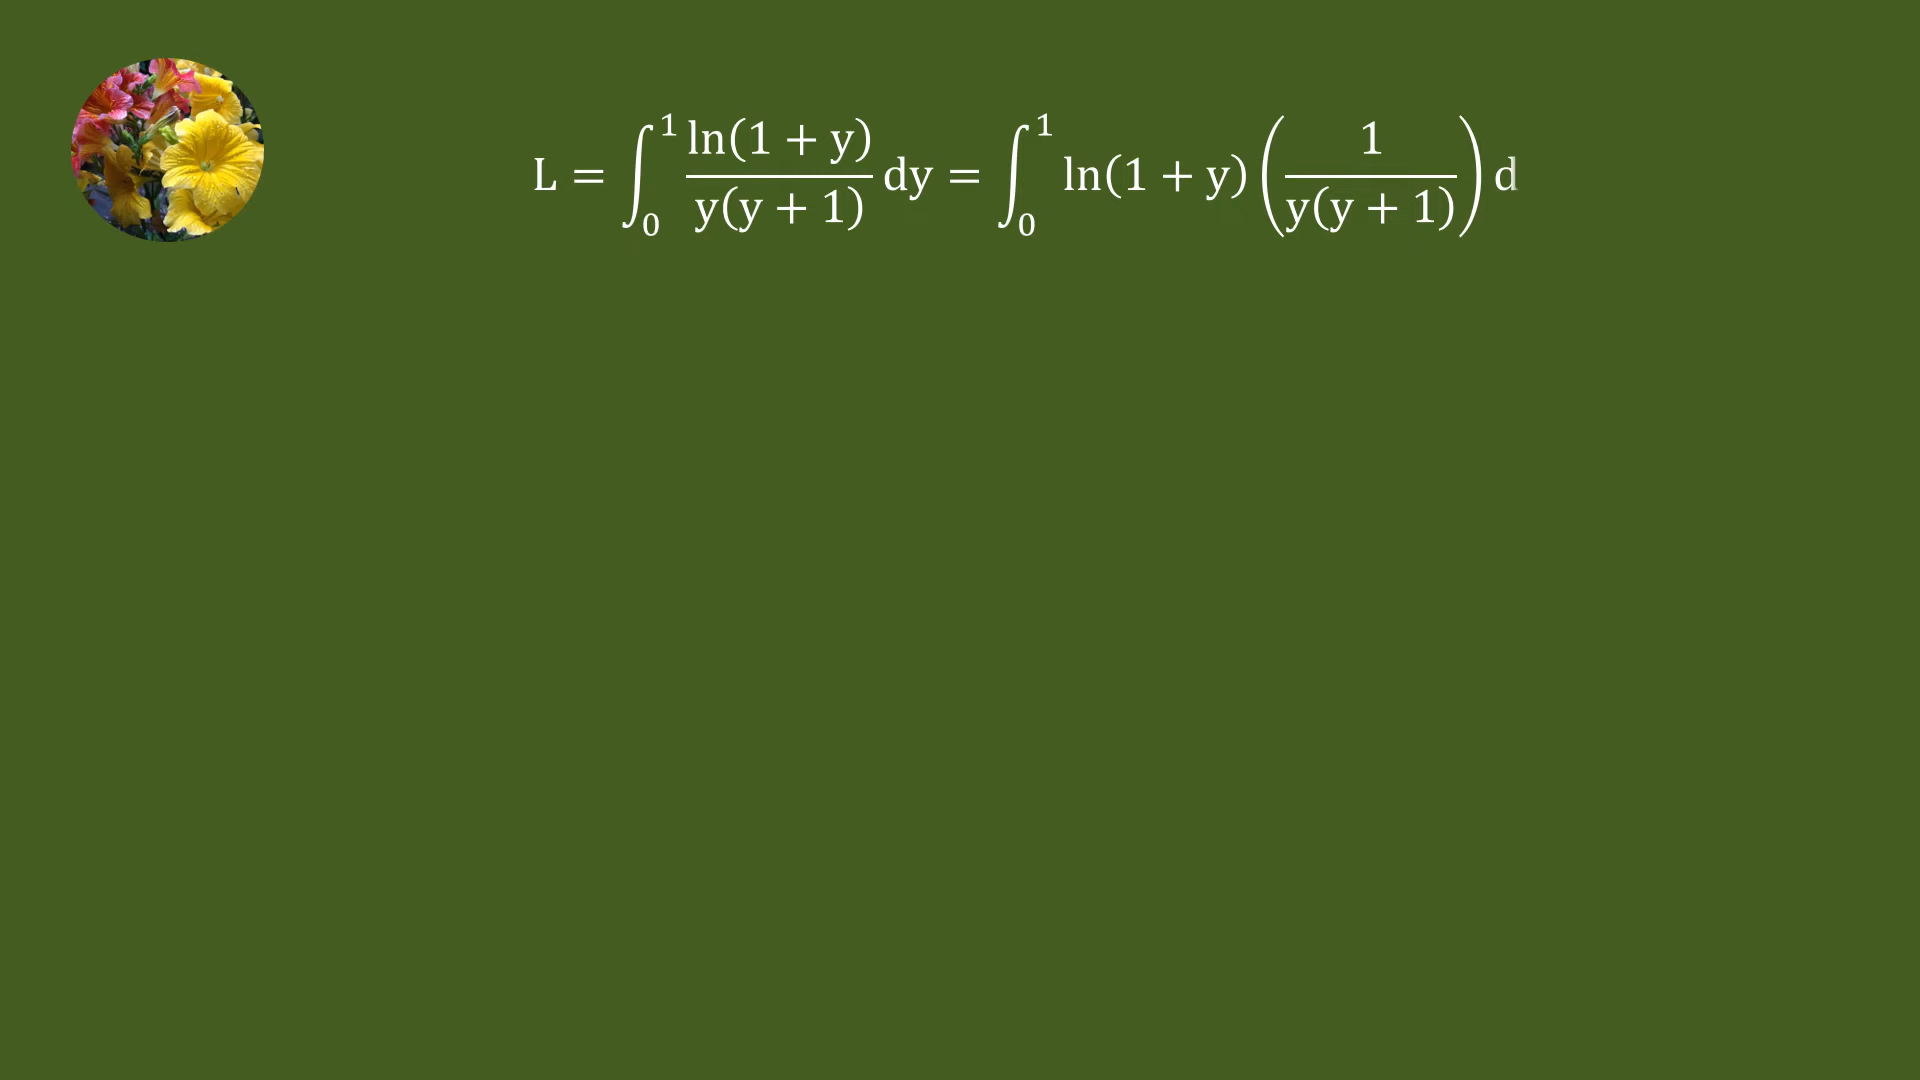 L = ∫₀¹ ln(1 + y)/(y(y + 1)) dy = ∫₀¹ ln(1 + y) (1/(y(y + 1))) d